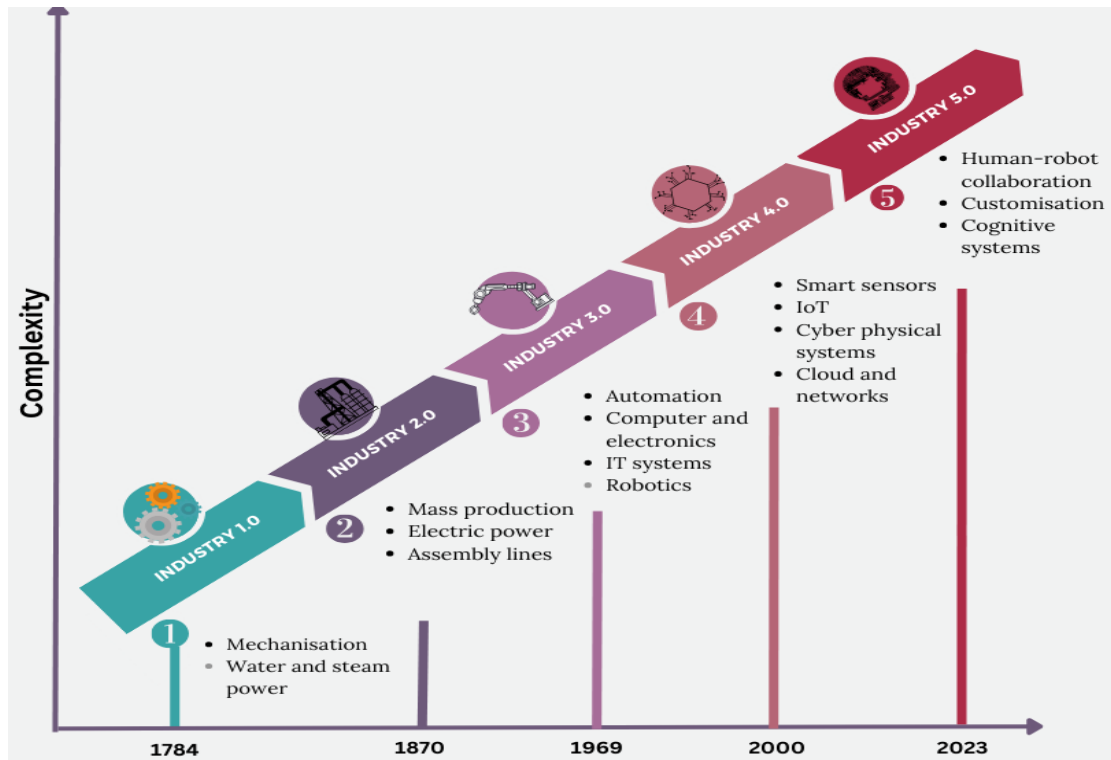 Complexity
INDUSTRY 1.0
1
Mechanisation
Water and steam
power
INDUSTRY 2.0
2
Mass production
Electric power
Assembly lines
INDUSTRY 3.0
3
Automation
Computer and
electronics
IT systems
Robotics
INDUSTRY 4.0
4
Smart sensors
IoT
Cyber physical
systems
Cloud and
networks
INDUSTRY 5.0
5
Human-robot
collaboration
Customisation
Cognitive
systems
1784
1870
1969
2000
2023